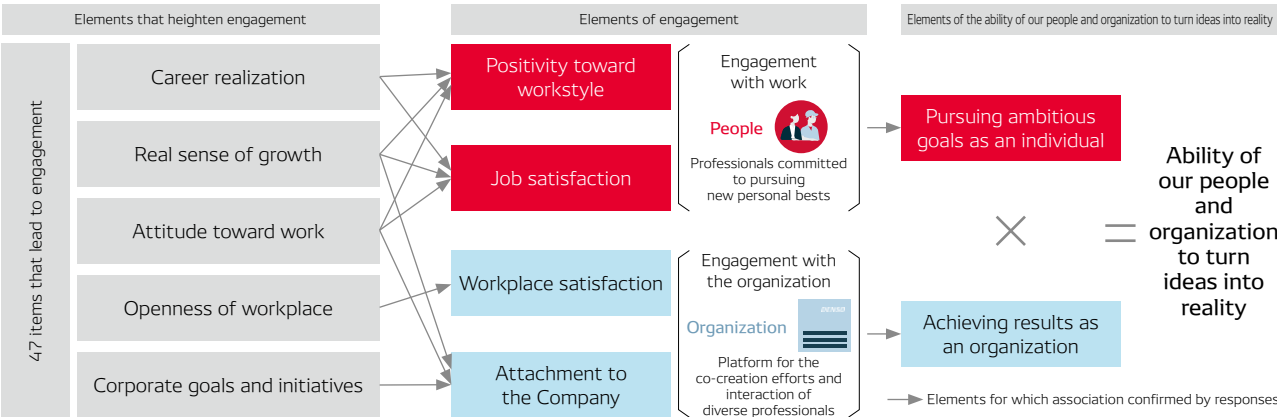 Elements that heighten engagement
Elements of engagement
Elements of the ability of our people and organization to turn ideas into reality
47 items that lead to engagement
Career realization
Real sense of growth
Attitude toward work
Openness of workplace
Corporate goals and initiatives
Positivity toward
workstyle
Job satisfaction
Workplace satisfaction
Attachment to
the Company
Engagement
with work
People
Professionals committed
to pursuing
new personal bests
Engagement with
the organization
DENSO
Organization
Platform for the
co-creation efforts and
interaction of
diverse professionals
Pursuing ambitious
goals as an individual
×
Achieving results as
an organization
=
Ability of
our people
and
organization
to turn
ideas into
reality
Elements for which association confirmed by responses